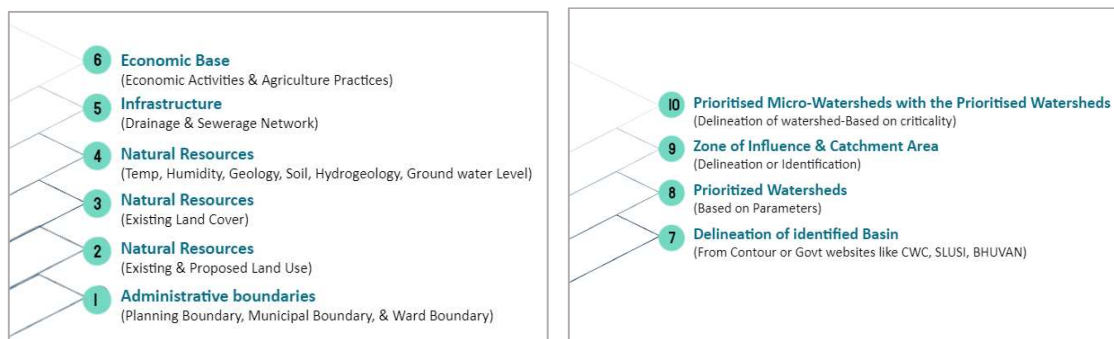 6 Economic Base
(Economic Activities & Agriculture Practices)
5 Infrastructure
(Drainage & Sewerage Network)
4 Natural Resources
(Temp, Humidity, Geology, Soil, Hydrogeology, Ground water Level)
3 Natural Resources
(Existing Land Cover)
2 Natural Resources
(Existing & Proposed Land Use)
1 Administrative boundaries
(Planning Boundary, Municipal Boundary, & Ward Boundary)
10 Prioritised Micro-Watersheds with the Prioritised Watersheds
(Delineation of watershed-Based on criticality)
9 Zone of Influence & Catchment Area
(Delineation or Identification)
8 Prioritized Watersheds
(Based on Parameters)
7 Delineation of identified Basin
(From Contour or Govt websites like CWC, SLUSI, BHUVAN)